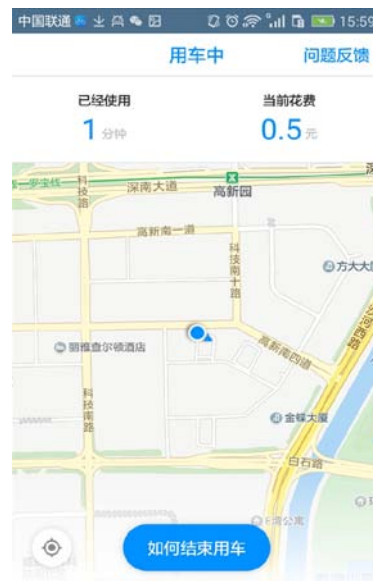 中国联通 15:59
用车中 问题反馈
已经使用 当前花费
1分钟 0.5元
深南大道
高新园
科技路
高新南一道
科技南十路
方大大
沙河西路
丽雅查尔顿酒店
高新南四道
科技南路
金蝶大厦
白石路
如何结束用车